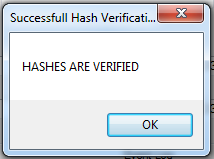 Successfull Hash Verificati...
HASHES ARE VERIFIED
OK